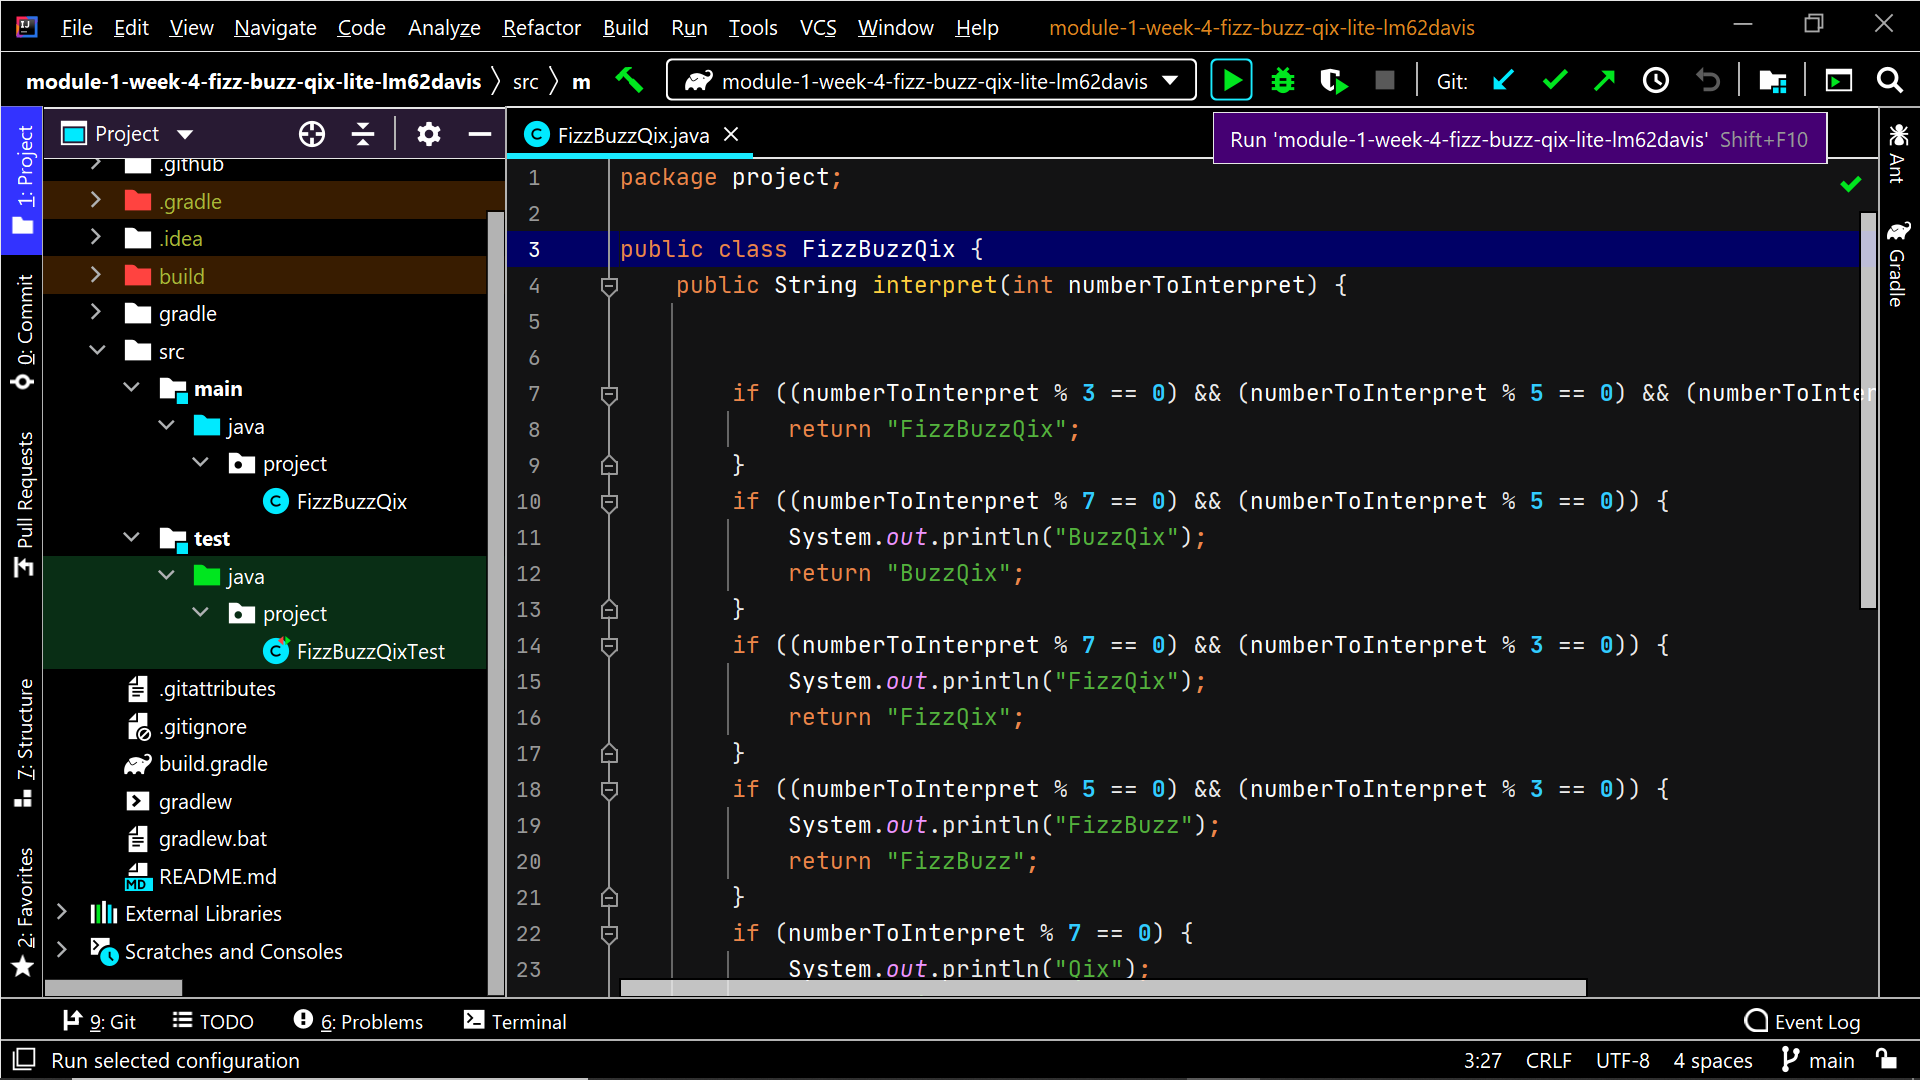 File Edit View Navigate Code Analyze Refactor Build Run Tools VCS Window Help module-1-week-4-fizz-buzz-qix-lite-lm62davis
module-1-week-4-fizz-buzz-qix-lite-lm62davis src m module-1-week-4-fizz-buzz-qix-lite-lm62davis Git:
Project
FizzBuzzQix.java
Run 'module-1-week-4-fizz-buzz-qix-lite-lm62davis' Shift+F10
1: Project
0: Commit
Pull Requests
7: Structure
2: Favorites
.github
.gradle
.idea
build
gradle
src
main
java
project
FizzBuzzQix
test
java
project
FizzBuzzQixTest
.gitattributes
.gitignore
build.gradle
gradlew
gradlew.bat
MD README.md
External Libraries
Scratches and Consoles
1 package project;
2
3 public class FizzBuzzQix {
4 public String interpret(int numberToInterpret) {
5
6
7 if ((numberToInterpret % 3 == 0) && (numberToInterpret % 5 == 0) && (numberToInter
8 return "FizzBuzzQix";
9 }
10 if ((numberToInterpret % 7 == 0) && (numberToInterpret % 5 == 0)) {
11 System.out.println("BuzzQix");
12 return "BuzzQix";
13 }
14 if ((numberToInterpret % 7 == 0) && (numberToInterpret % 3 == 0)) {
15 System.out.println("FizzQix");
16 return "FizzQix";
17 }
18 if ((numberToInterpret % 5 == 0) && (numberToInterpret % 3 == 0)) {
19 System.out.println("FizzBuzz");
20 return "FizzBuzz";
21 }
22 if (numberToInterpret % 7 == 0) {
23 System.out.println("Qix");
Ant
Gradle
9: Git TODO 6: Problems Terminal Event Log
Run selected configuration 3:27 CRLF UTF-8 4 spaces main